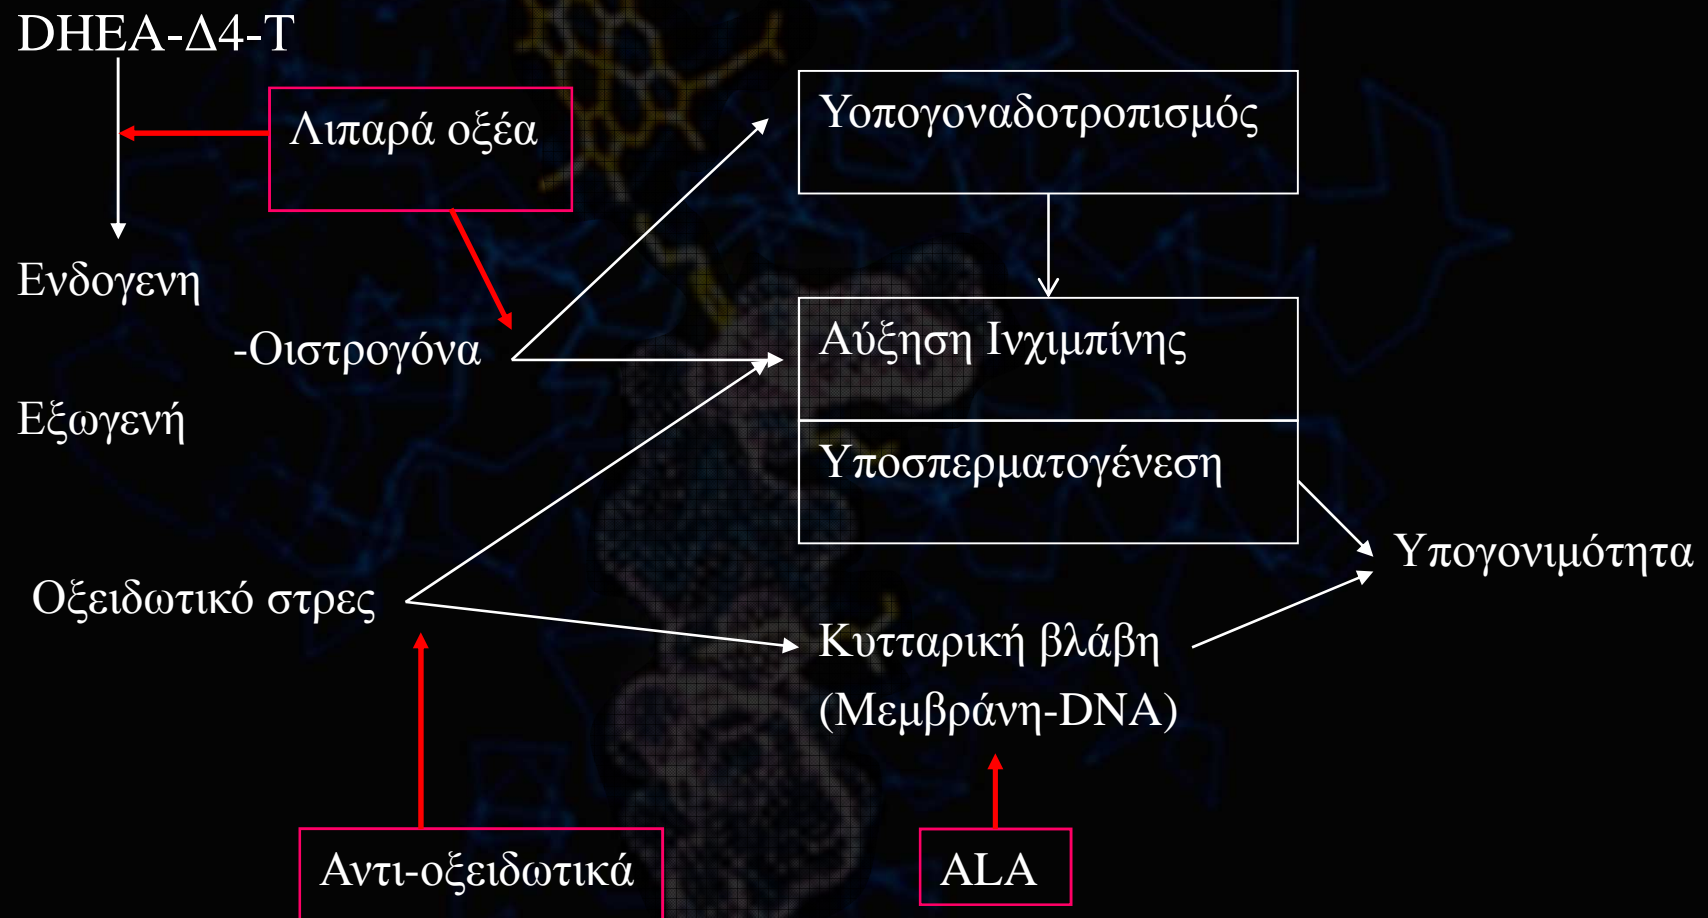 DHEA-Δ4-T
Λιπαρά οξέα
Υοπογοναδοτροπισμός
Ενδογενη
-Οιστρογόνα
Αύξηση Ινχιμπίνης
Εξωγενή
Υποσπερματογένεση
Υπογονιμότητα
Οξειδωτικό στρες
Κυτταρική βλάβη
(Μεμβράνη-DNA)
Αντι-οξειδωτικά
ALA